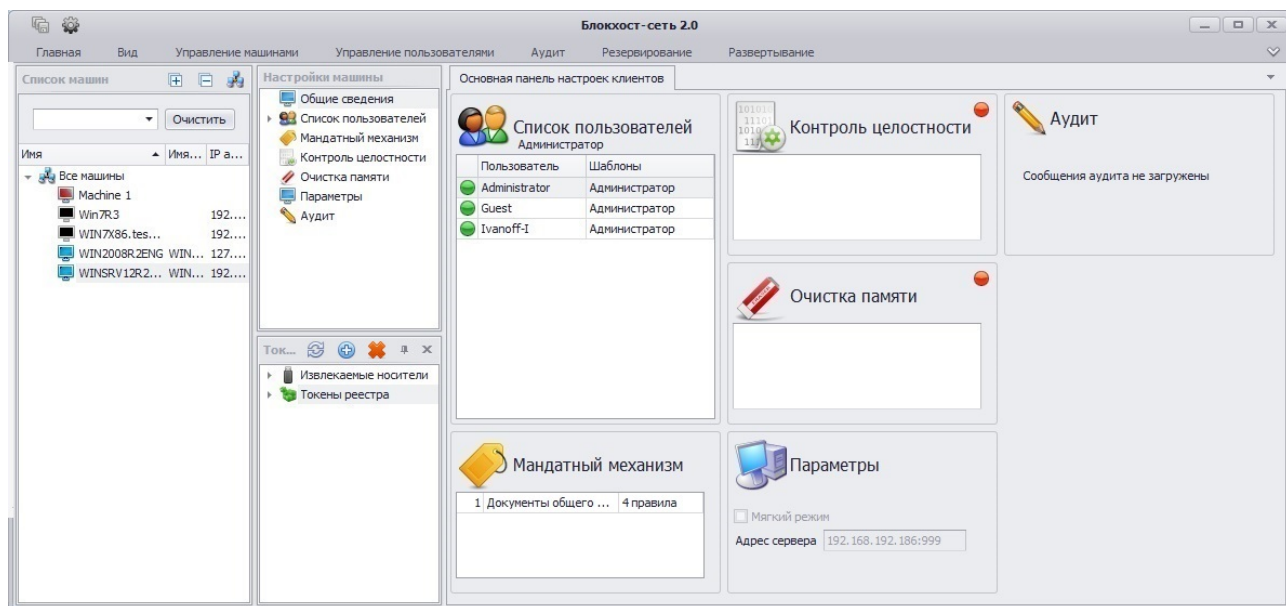 Блокхост-сеть 2.0
Главная Вид Управление машинами Управление пользователями Аудит Резервирование Развертывание
Список машин
Очистить
Имя Имя... IP а...
Все машины
Machine 1
Win7R3 192....
WIN7X86.tes... 192....
WIN2008R2ENG WIN... 127....
WINSRV12R2... WIN... 192....
Настройки машины
Общие сведения
Список пользователей
Мандатный механизм
Контроль целостности
Очистка памяти
Параметры
Аудит
Ток...
Извлекаемые носители
Токены реестра
Основная панель настроек клиентов
Список пользователей
Администратор
Пользователь Шаблоны
Administrator Администратор
Guest Администратор
Ivanoff-I Администратор
Мандатный механизм
1 Документы общего ... 4 правила
Контроль целостности
Очистка памяти
Параметры
Мягкий режим
Адрес сервера 192.168.192.186:999
Аудит
Сообщения аудита не загружены